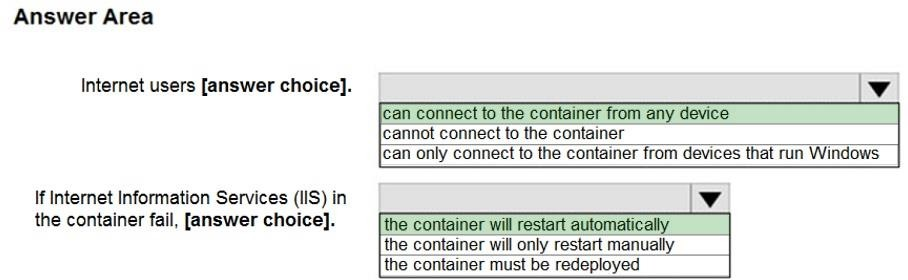 Answer Area
Internet users [answer choice].
can connect to the container from any device
cannot connect to the container
can only connect to the container from devices that run Windows
If Internet Information Services (IIS) in
the container fail, [answer choice].
the container will restart automatically
the container will only restart manually
the container must be redeployed